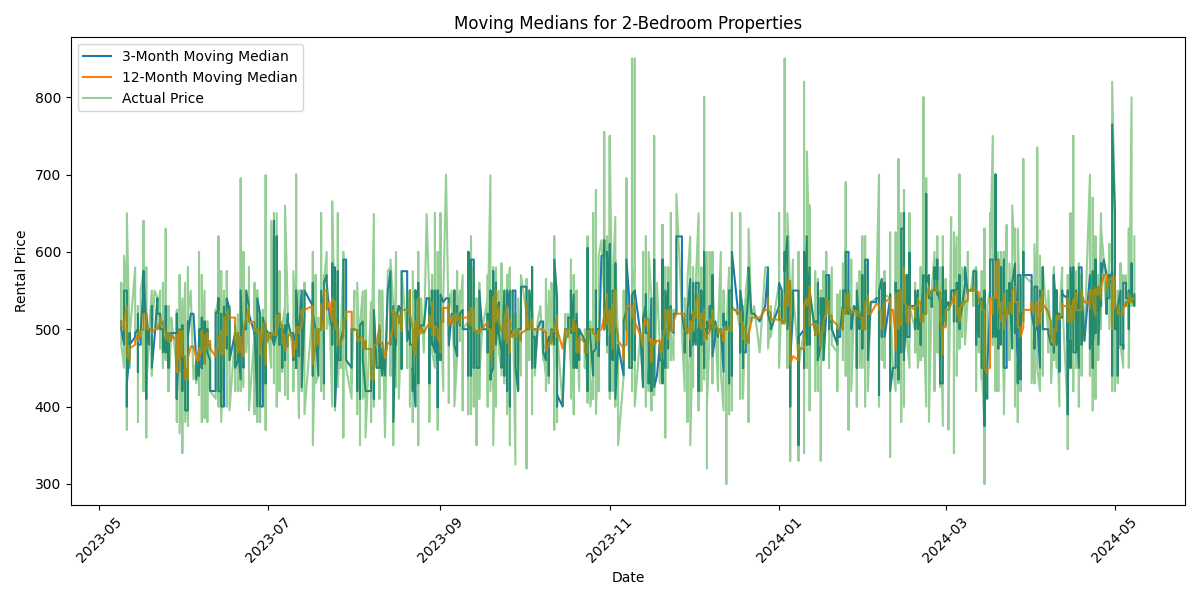 Moving Medians for 2-Bedroom Properties
3-Month Moving Median
12-Month Moving Median
Actual Price
Rental Price
800
700
600
500
400
300
2023-05
2023-07
2023-09
2023-11
2024-01
2024-03
2024-05
Date